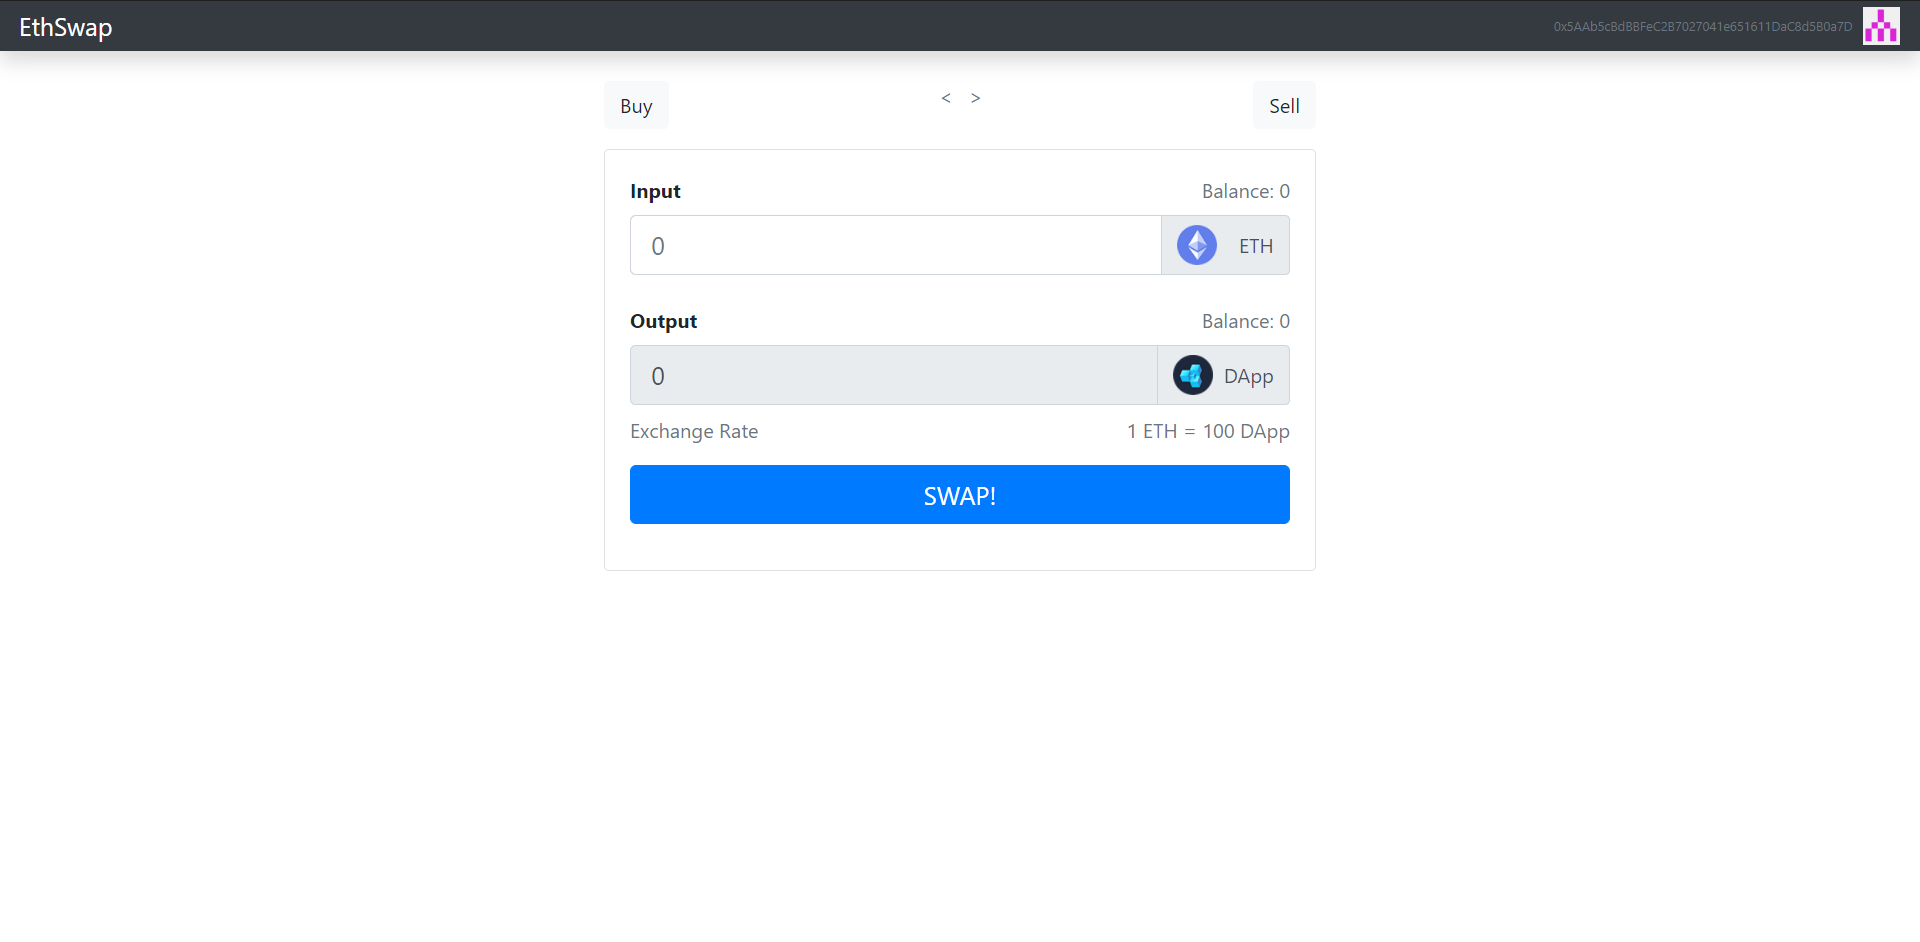 EthSwap
0x5AAb5cBdBBFeC2B7027041e651611DaC8d5B0a7D
Buy < > Sell
Input Balance: 0
0 ETH
Output Balance: 0
0 DApp
Exchange Rate 1 ETH = 100 DApp
SWAP!